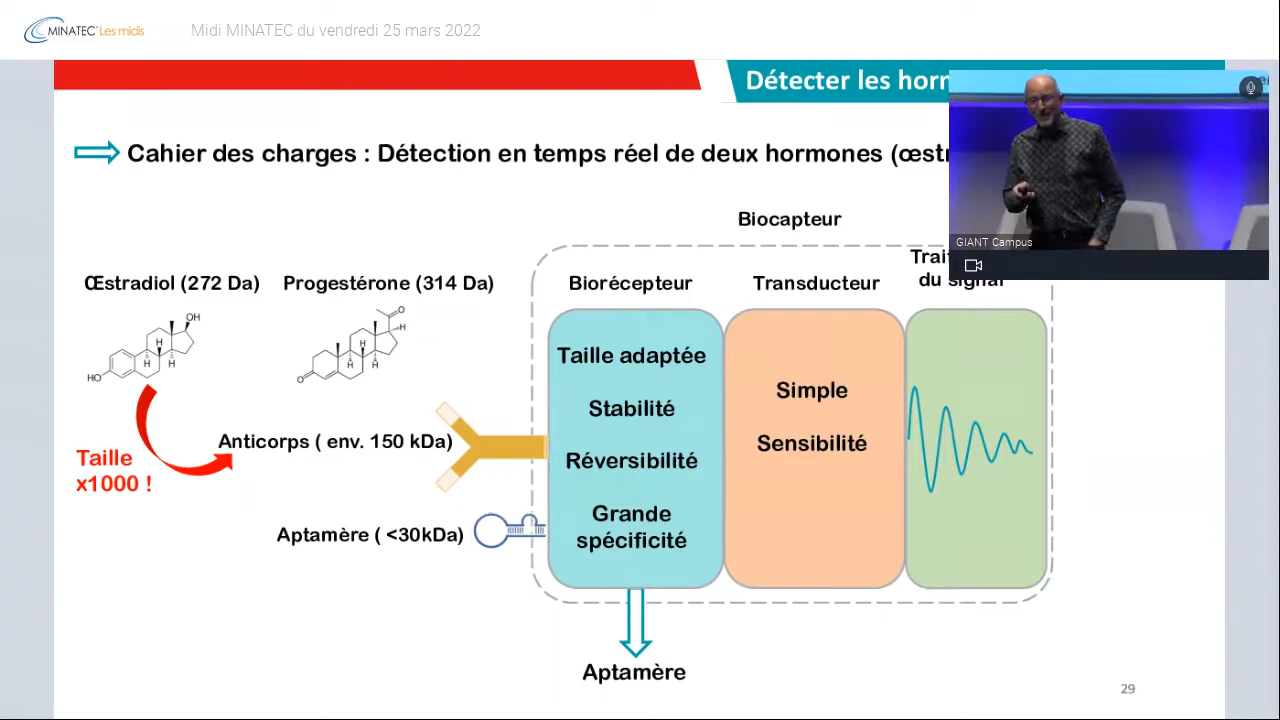 MINATEC Les midis
Midi MINATEC du vendredi 25 mars 2022
Détecter les horm
Cahier des charges : Détection en temps réel de deux hormones (œstr
GIANT Campus
Biocapteur
Œstradiol (272 Da)
Progestérone (314 Da)
Biorécepteur
Transducteur
Trai
du signal
OH
H
H
H
HO
O
H
H
H
H
O
Taille adaptée
Stabilité
Réversibilité
Grande
spécificité
Simple
Sensibilité
Anticorps ( env. 150 kDa)
Taille
x1000 !
Aptamère ( <30kDa)
Aptamère
29